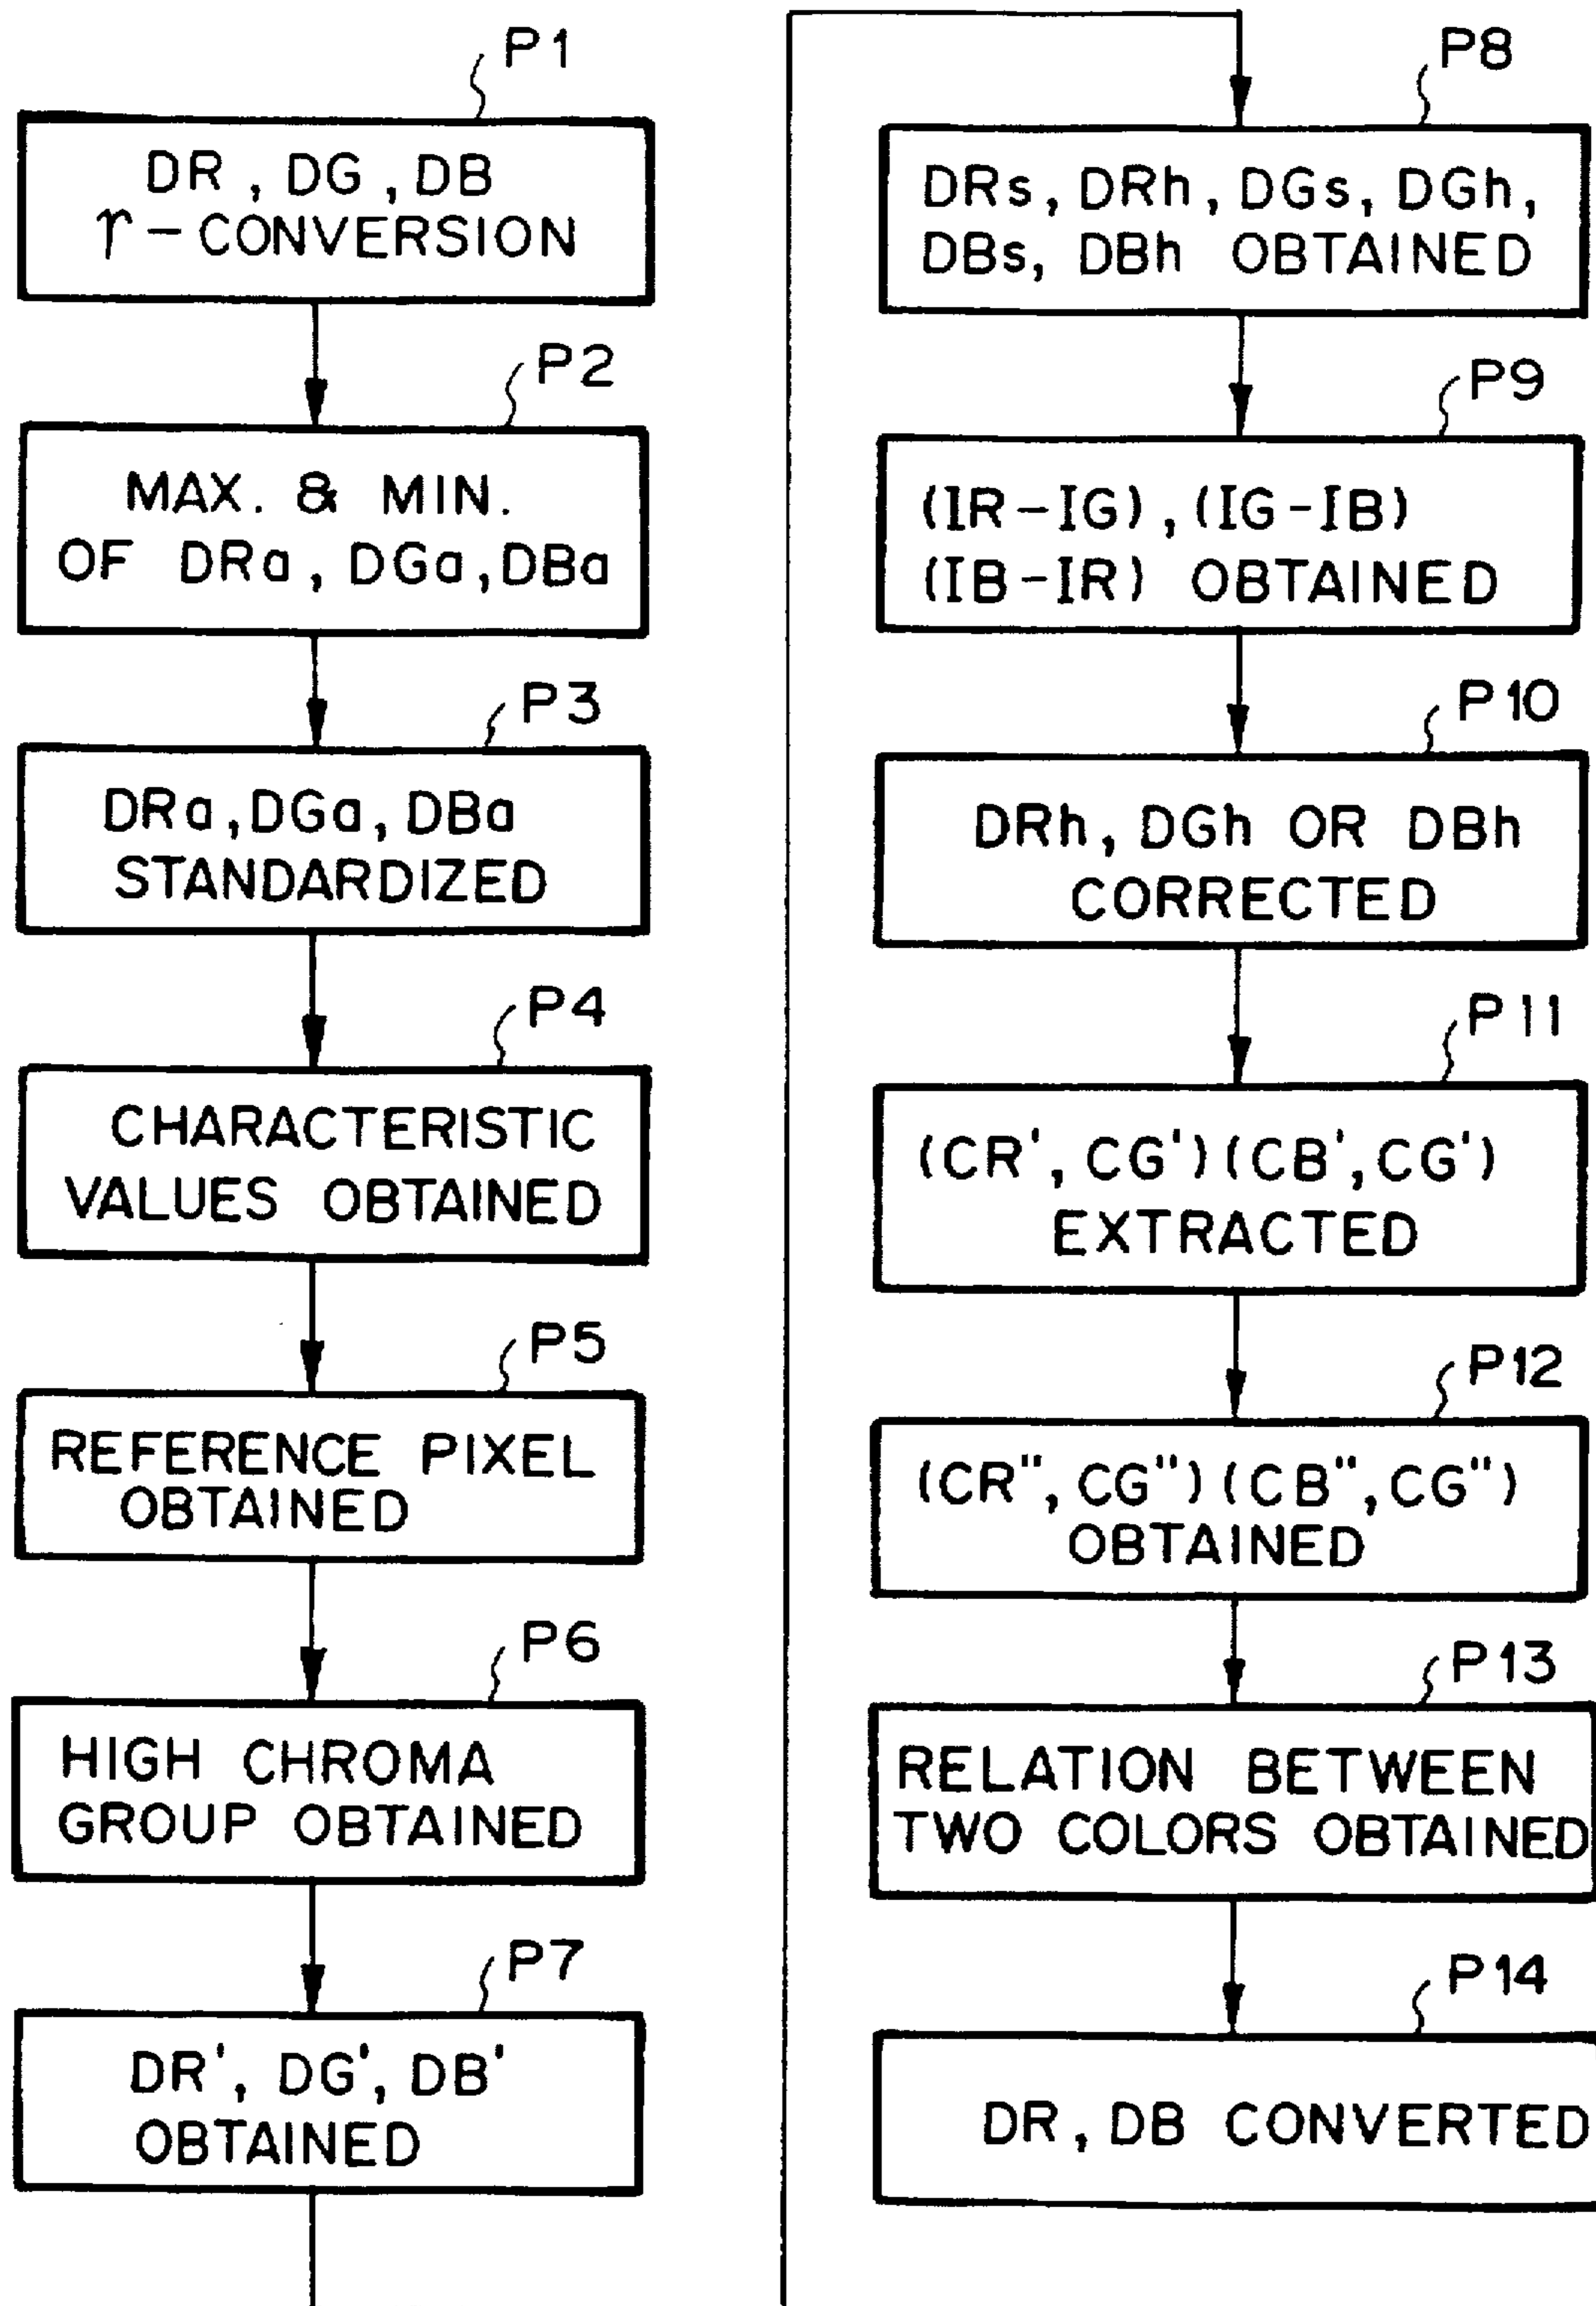 P1
DR, DG, DB
γ-CONVERSION
P2
MAX. & MIN.
OF DRa, DGa, DBa
P3
DRa, DGa, DBa
STANDARDIZED
P4
CHARACTERISTIC
VALUES OBTAINED
P5
REFERENCE PIXEL
OBTAINED
P6
HIGH CHROMA
GROUP OBTAINED
P7
DR', DG', DB'
OBTAINED
P8
DRs, DRh, DGs, DGh,
DBs, DBh OBTAINED
P9
(IR-IG), (IG-IB)
(IB-IR) OBTAINED
P10
DRh, DGh OR DBh
CORRECTED
P11
(CR', CG') (CB', CG')
EXTRACTED
P12
(CR", CG") (CB", CG")
OBTAINED
P13
RELATION BETWEEN
TWO COLORS OBTAINED
P14
DR, DB CONVERTED